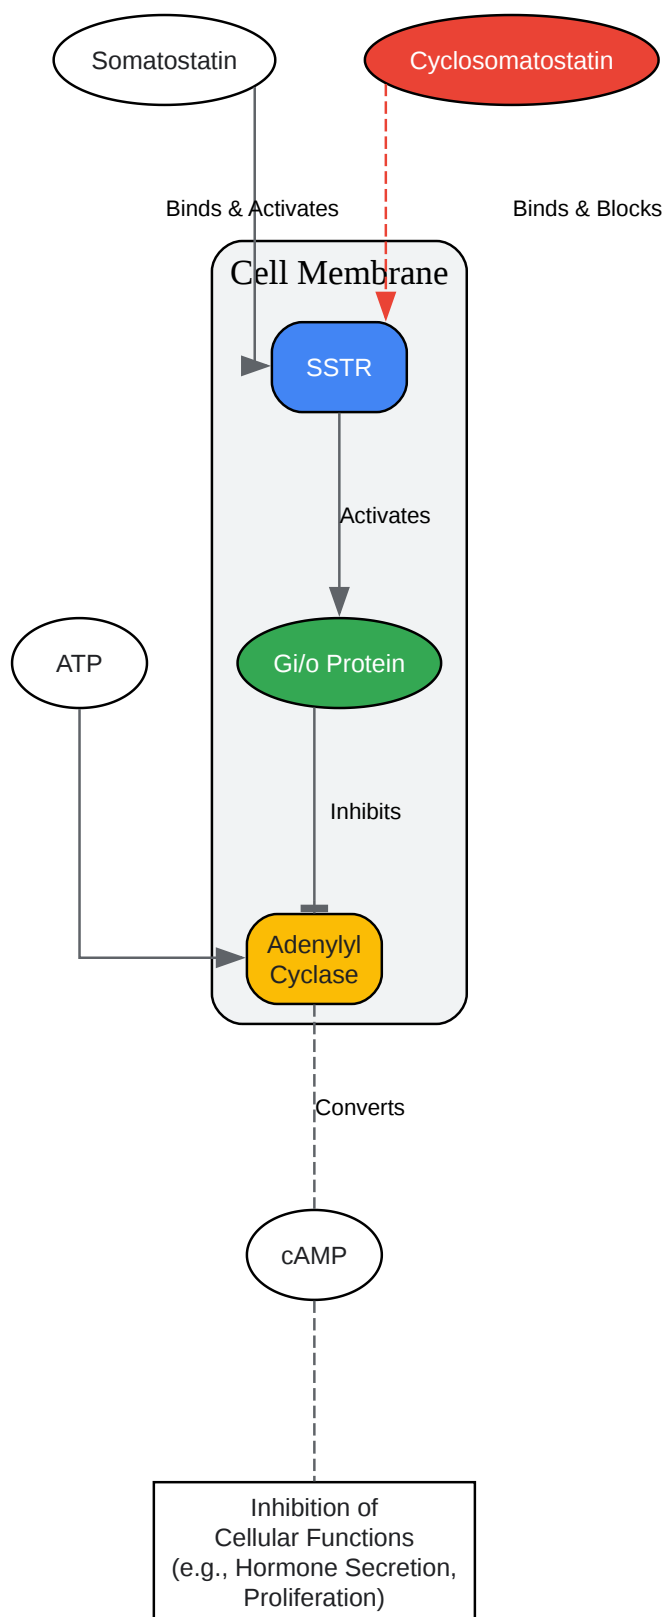 Somatostatin
Cyclosomatostatin
Binds & Activates
Binds & Blocks
Cell Membrane
SSTR
Activates
ATP
Gi/o Protein
Inhibits
Adenylyl
Cyclase
Converts
cAMP
Inhibition of
Cellular Functions
(e.g., Hormone Secretion,
Proliferation)